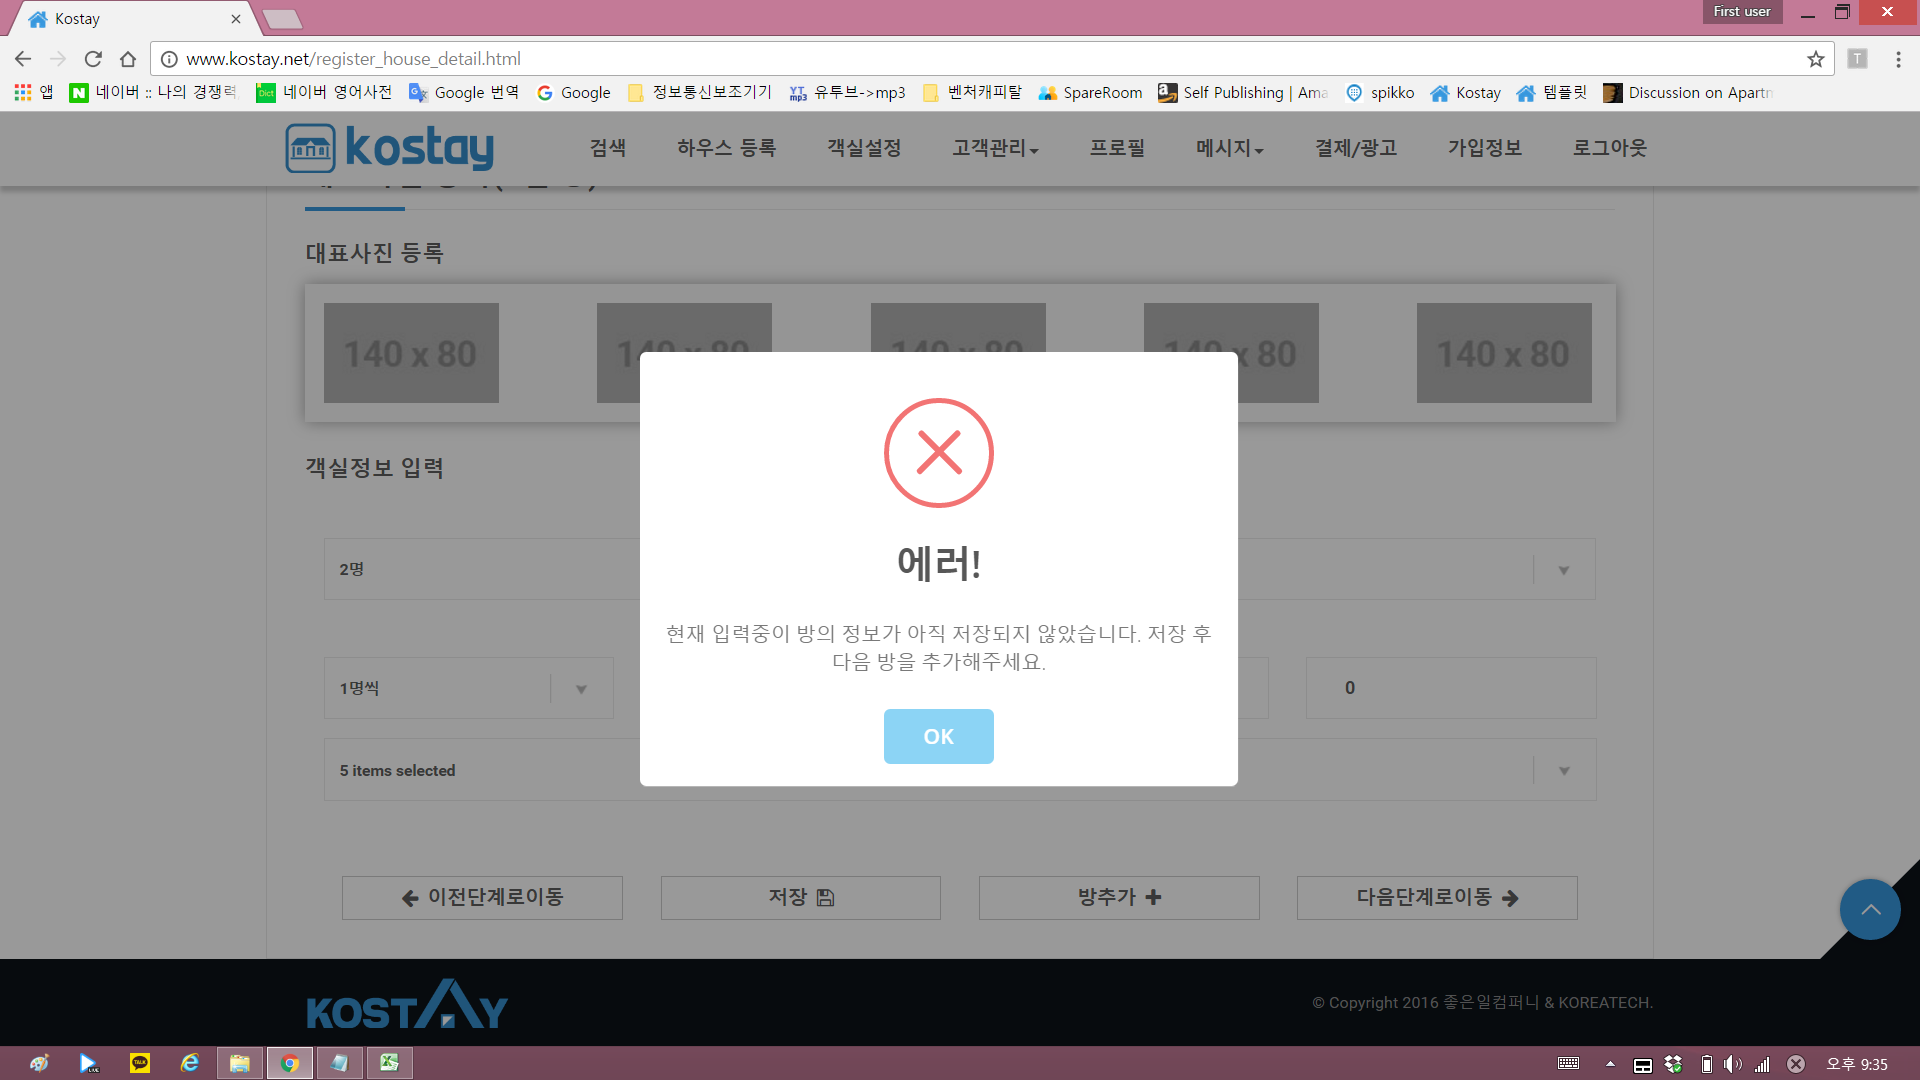 Kostay
First user
www.kostay.net/register_house_detail.html
T
앱
네이버 :: 나의 경쟁력
네이버 영어사전
Google 번역
Google
정보통신보조기기
유투브->mp3
벤처캐피탈
SpareRoom
Self Publishing | Ama
spikko
Kostay
템플릿
Discussion on Apartm
kostay
검색
하우스 등록
객실설정
고객관리
프로필
메시지
결제/광고
가입정보
로그아웃
대표사진 등록
140 x 80
140 x 80
140 x 80
140 x 80
140 x 80
객실정보 입력
에러!
현재 입력중이 방의 정보가 아직 저장되지 않았습니다. 저장 후
다음 방을 추가해주세요.
OK
2명
1명씩
0
5 items selected
이전단계로이동
저장
방추가
다음단계로이동
KOSTAY
© Copyright 2016 좋은일컴퍼니 & KOREATECH.
오후 9:35